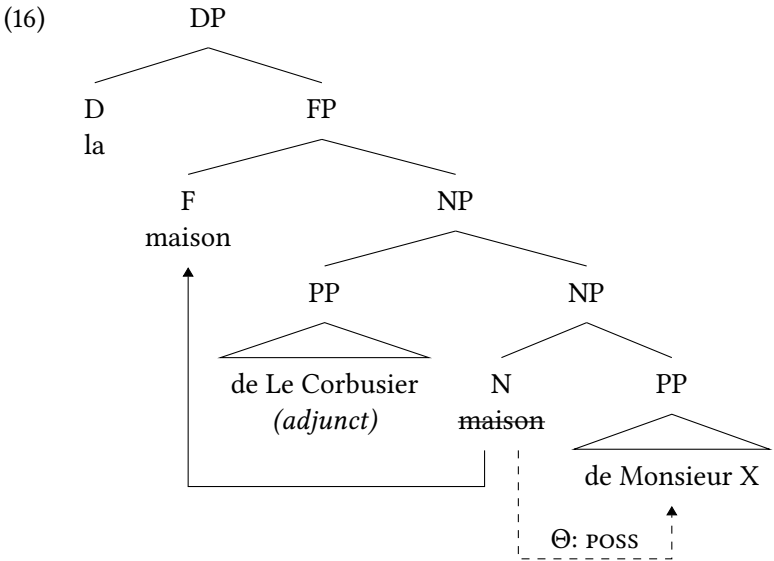 (16) DP
D FP
la
F NP
maison
PP NP
de Le Corbusier N PP
(adjunct) maison
de Monsieur X
Θ: POSS